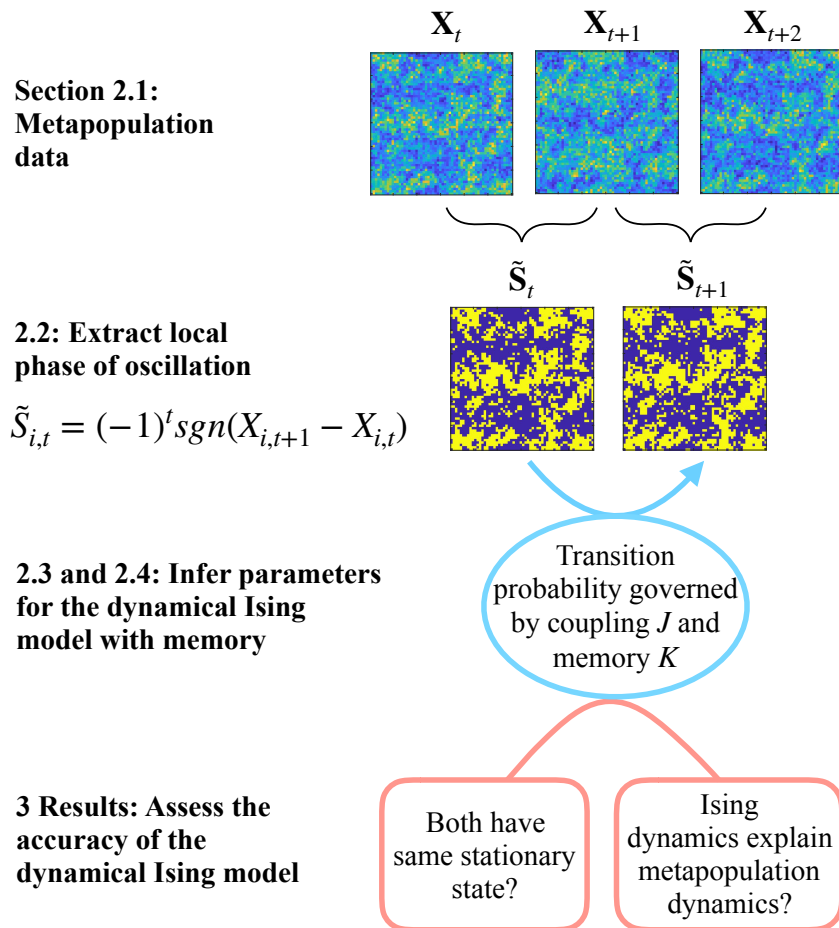 X_t X_{t+1} X_{t+2}
Section 2.1:
Metapopulation
data
S̃_t S̃_{t+1}
2.2: Extract local
phase of oscillation
S̃_{i,t} = (−1)^t sgn(X_{i,t+1} − X_{i,t})
2.3 and 2.4: Infer parameters
for the dynamical Ising
model with memory
Transition
probability governed
by coupling J and
memory K
3 Results: Assess the
accuracy of the
dynamical Ising model
Both have
same stationary
state?
Ising
dynamics explain
metapopulation
dynamics?